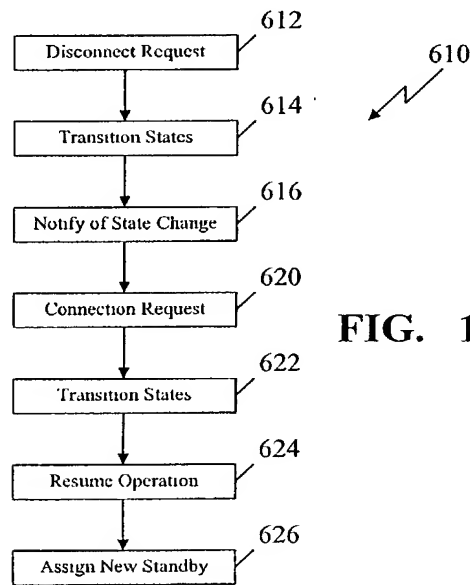 612
Disconnect Request
610
614
Transition States
616
Notify of State Change
620
Connection Request
FIG. 1
622
Transition States
624
Resume Operation
626
Assign New Standby